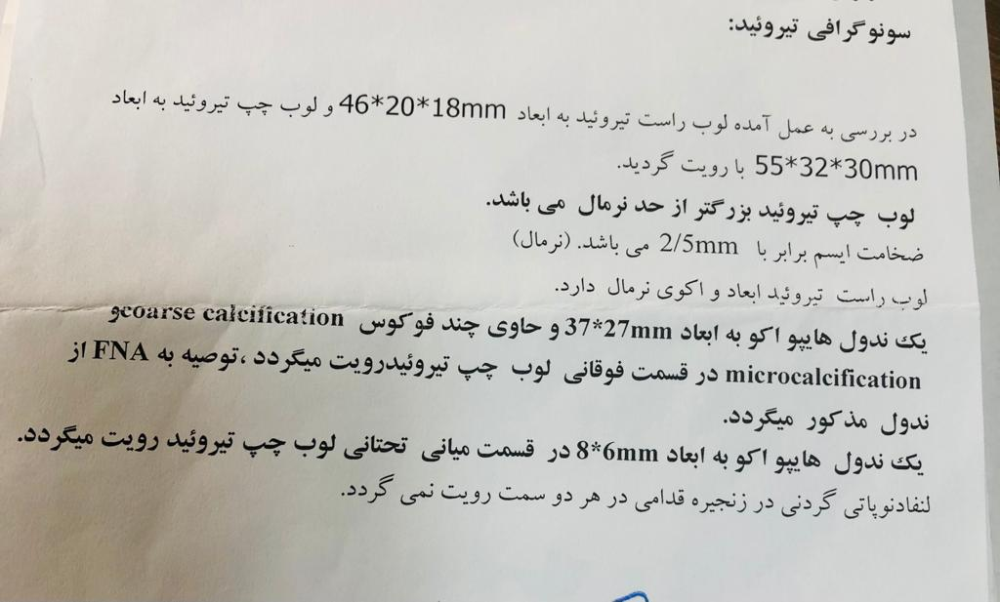 سونوگرافی تیروئید:
در بررسی به عمل آمده لوب راست تیروئید به ابعاد 46*20*18mm و لوب چپ تیروئید به ابعاد
55*32*30mm با رویت گردید.
لوب چپ تیروئید بزرگتر از حد نرمال می باشد.
ضخامت ایسم برابر با 2/5mm می باشد. (نرمال)
لوب راست تیروئید ابعاد و اکوی نرمال دارد.
یک ندول هایپو اکو به ابعاد 37*27mm و حاوی چند فوکوس coarse calcificationو
microcalcification در قسمت فوقانی لوب چپ تیروئیدرویت میگردد ،توصیه به FNA از
ندول مذکور میگردد.
یک ندول هایپو اکو به ابعاد 8*6mm در قسمت میانی تحتانی لوب چپ تیروئید رویت میگردد.
لنفادنوپاتی گردنی در زنجیره قدامی در هر دو سمت رویت نمی گردد.